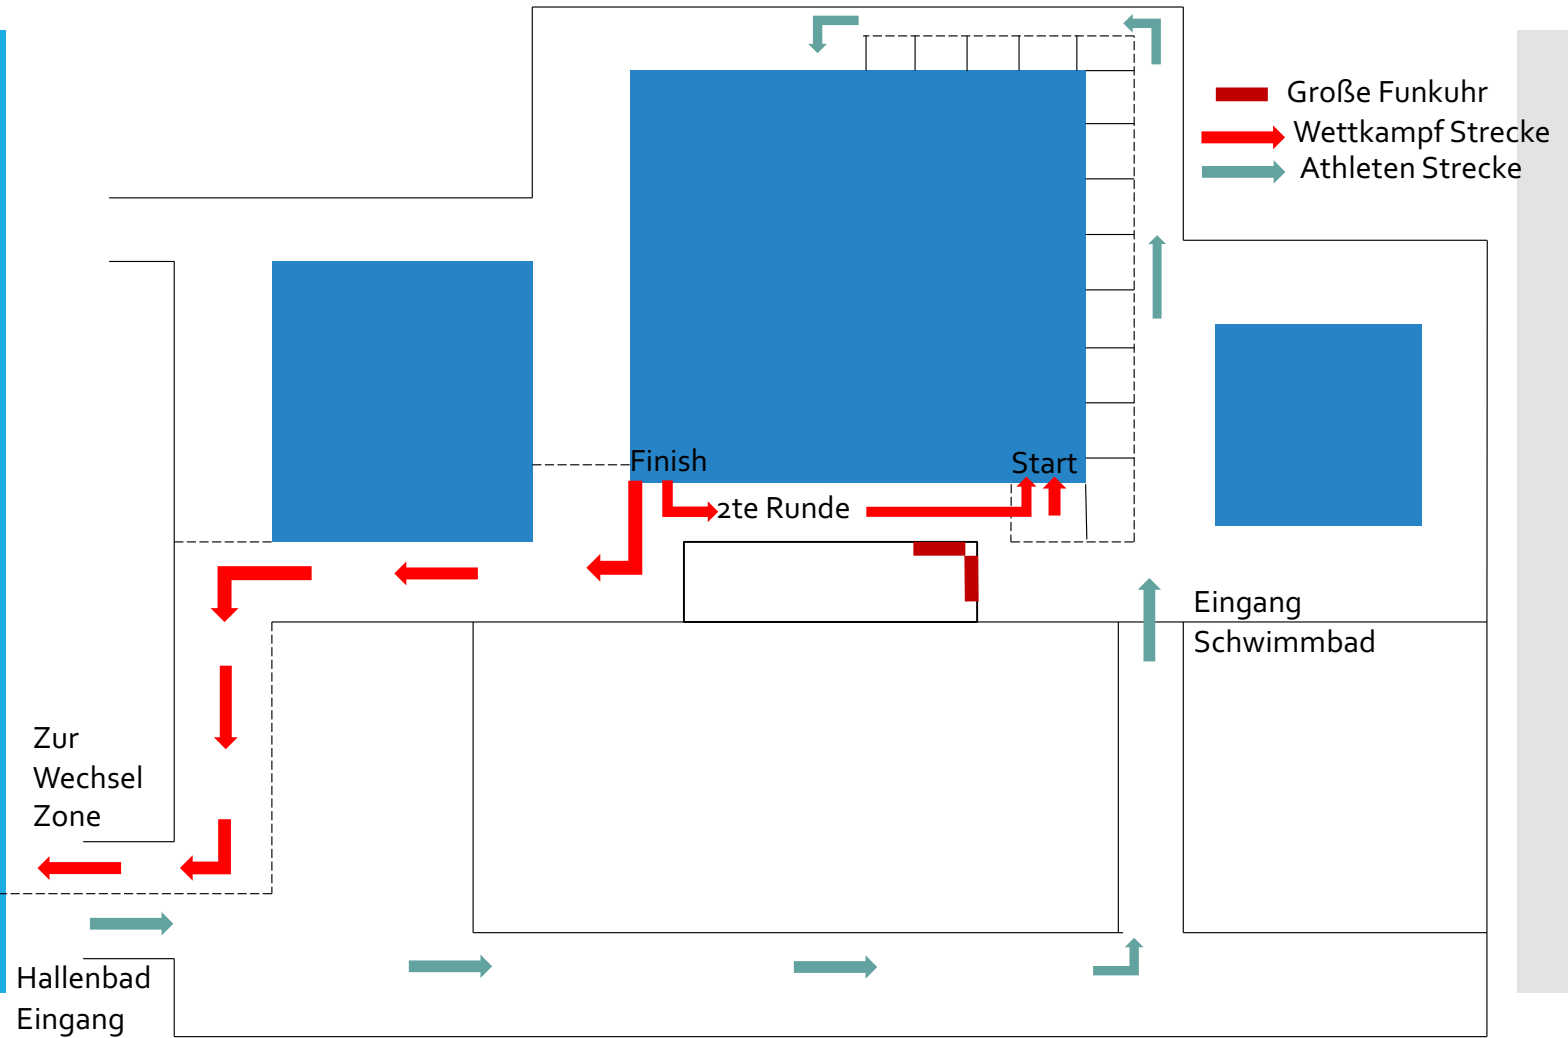 Große Funkuhr
Wettkampf Strecke
Athleten Strecke
Finish
Start
2te Runde
Eingang
Schwimmbad
Zur
Wechsel
Zone
Hallenbad
Eingang